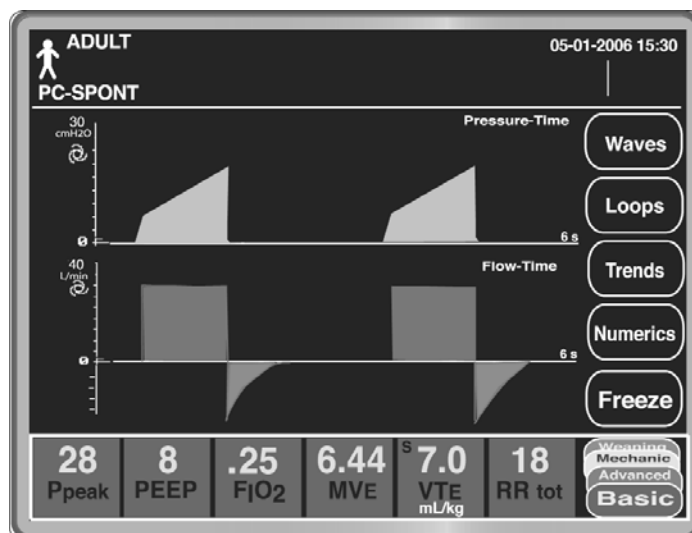 ADULT
05-01-2006 15:30
PC-SPONT
30
cmH2O
Pressure-Time
0
6 s
40
L/min
Flow-Time
0
6 s
Waves
Loops
Trends
Numerics
Freeze
28
Ppeak
8
PEEP
.25
FIO2
6.44
MVE
S 7.0
VTE
mL/kg
18
RR tot
Weaning
Mechanic
Advanced
Basic